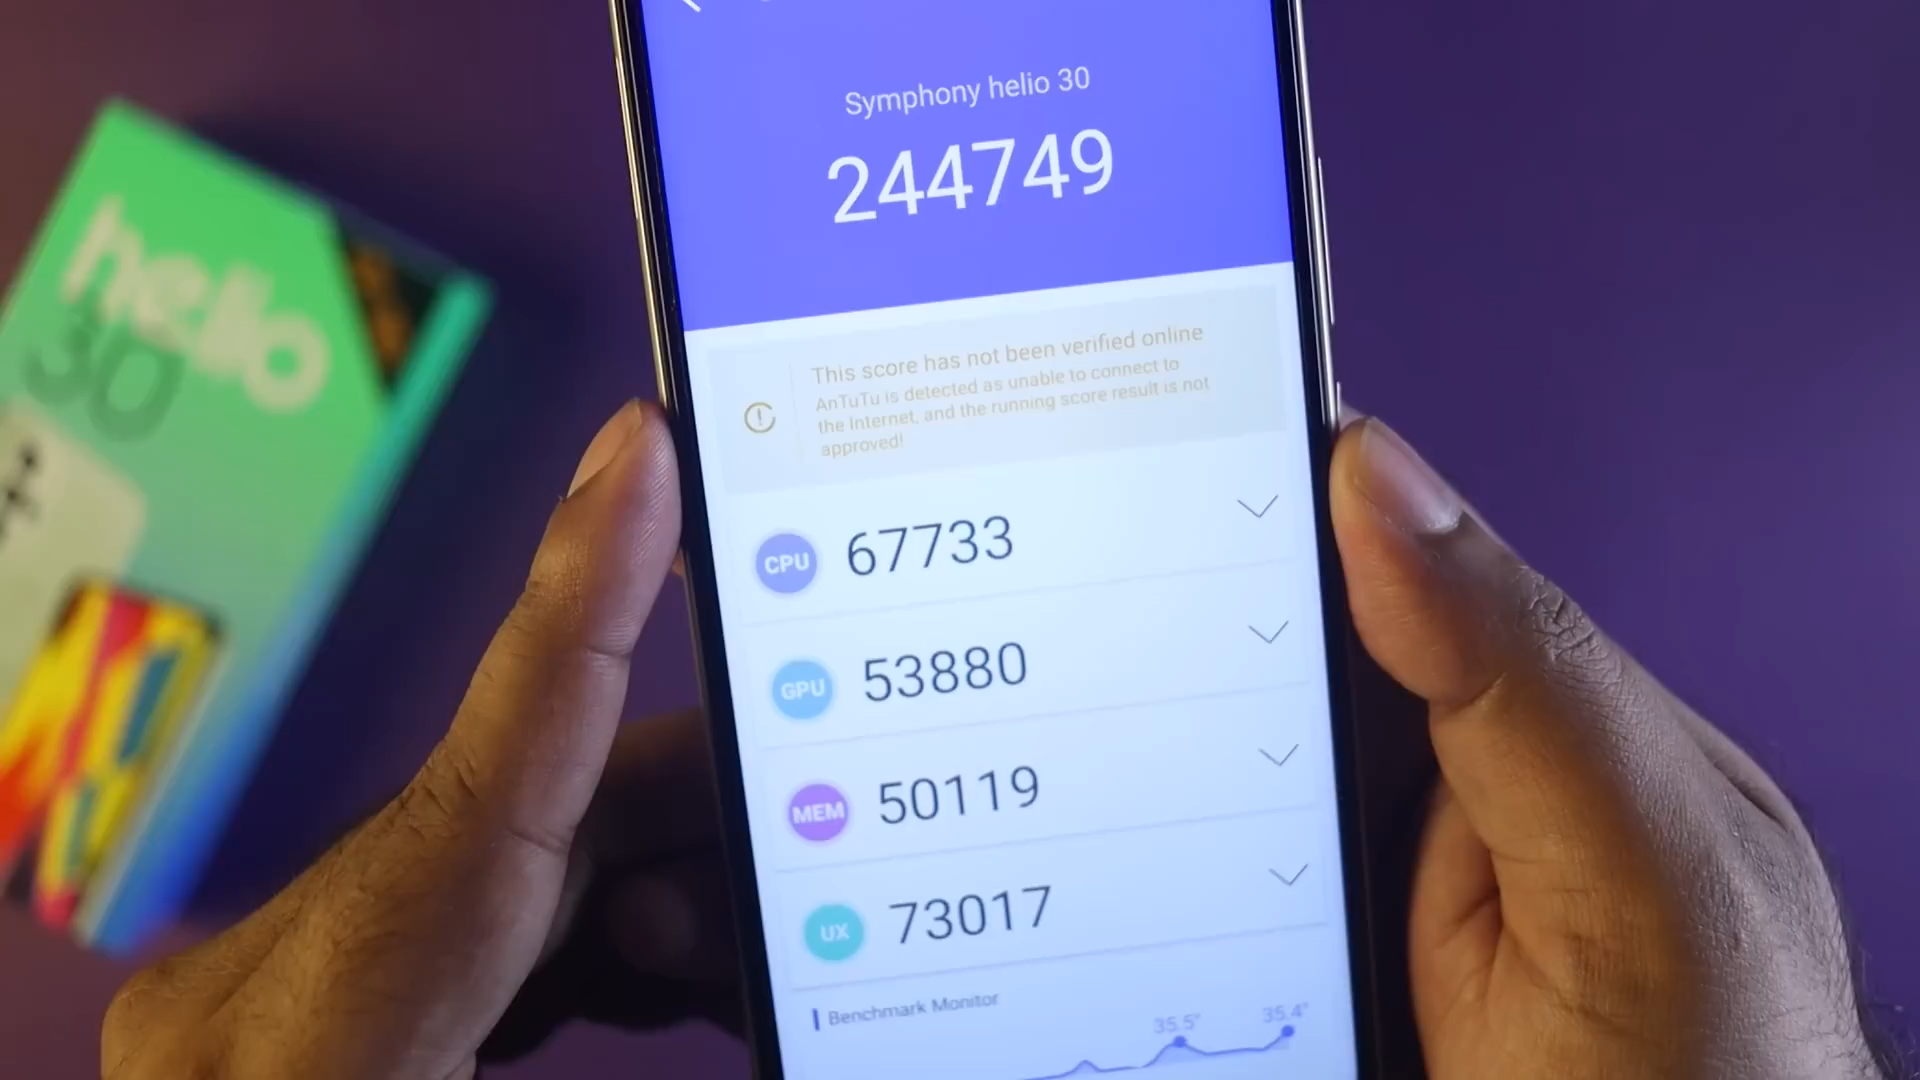 Symphony helio 30
244749
This score has not been verified online
AnTuTu is detected as unable to connect to
the Internet, and the running score result is not
approved!
CPU 67733
GPU 53880
MEM 50119
UX 73017
Benchmark Monitor
35.5°
35.4°
helio
30